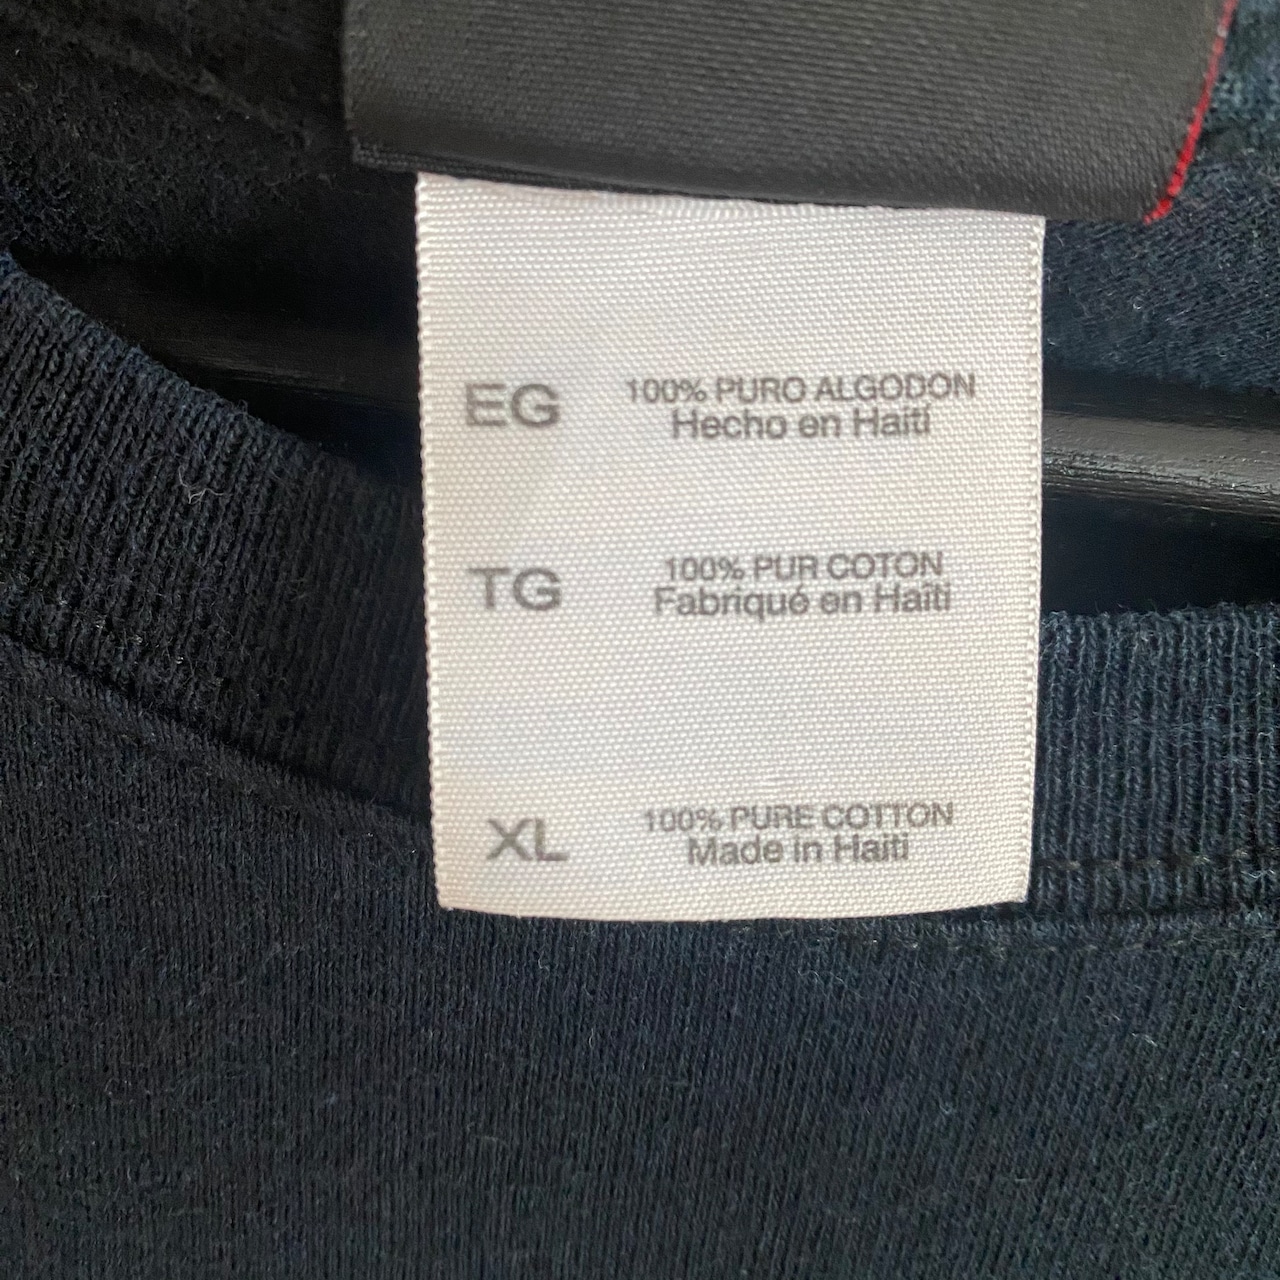 EG 100% PURO ALGODON
Hecho en Haití
TG 100% PUR COTON
Fabriqué en Haïti
XL 100% PURE COTTON
Made in Haiti